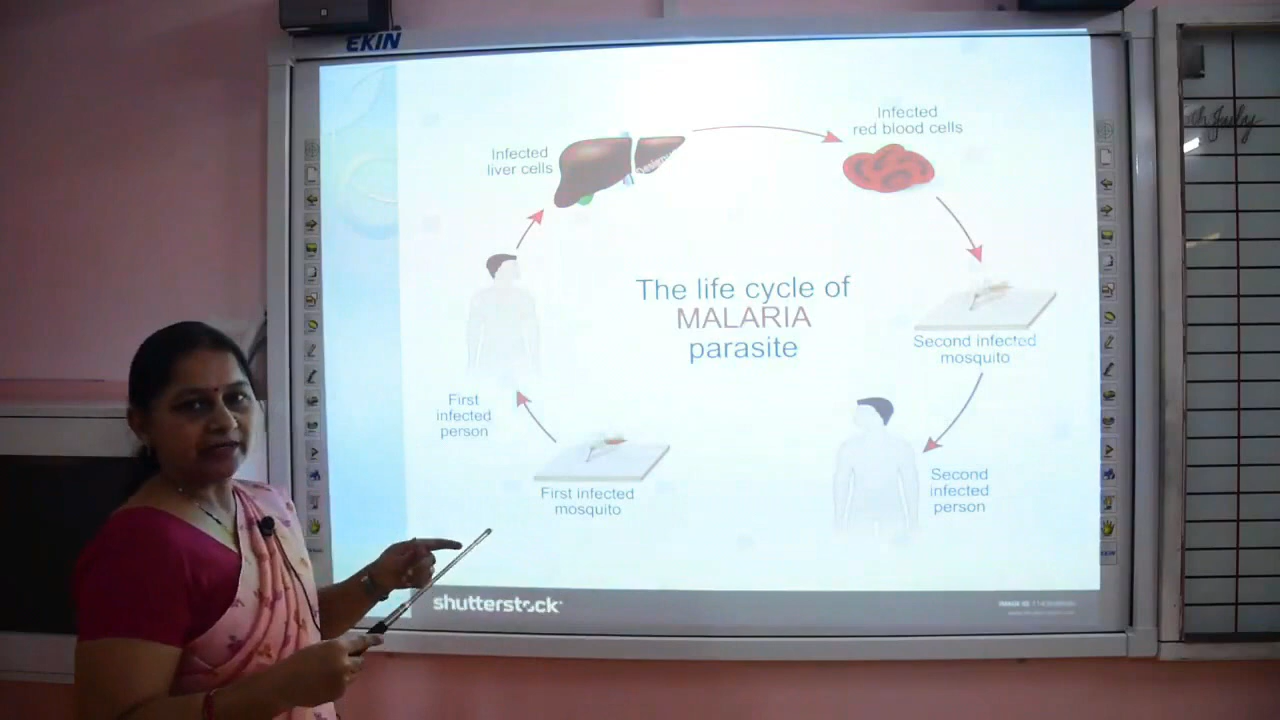 EKIN
Infected
liver cells
Infected
red blood cells
The life cycle of
MALARIA
parasite
Second infected
mosquito
First
infected
person
Second
infected
person
First infected
mosquito
shutterstock
July